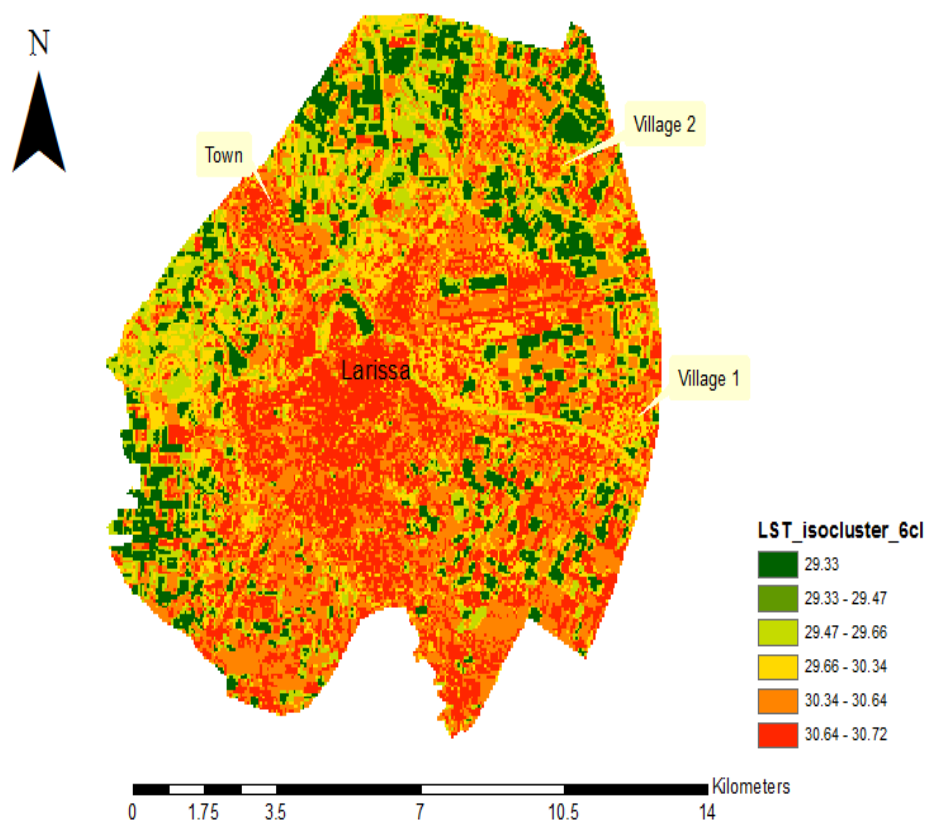 N
Village 2
Town
Larissa
Village 1
LST_isocluster_6cl
29.33
29.33 - 29.47
29.47 - 29.66
29.66 - 30.34
30.34 - 30.64
30.64 - 30.72
Kilometers
0 1.75 3.5 7 10.5 14